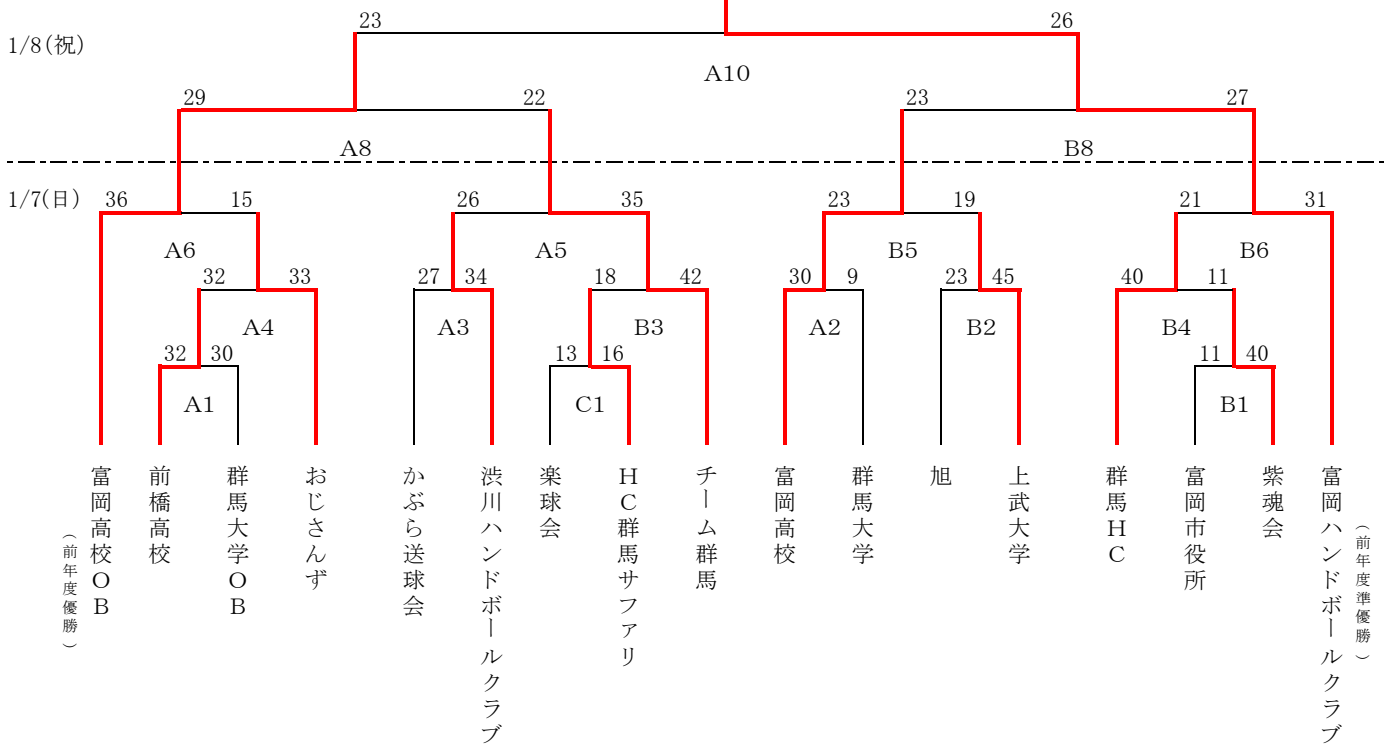 23
26
1/8(祝)
A10
29
22
23
27
A8
B8
1/7(日)
36
15
26
35
23
19
21
31
A6
A5
B5
B6
32
33
27
34
18
42
30
9
23
45
40
11
A4
A3
B3
A2
B2
B4
32
30
13
16
11
40
A1
C1
B1
富岡高校OB
(前年度優勝)
前橋高校
群馬大学OB
おじさんず
かぶら送球会
渋川ハンドボールクラブ
楽球会
HC群馬サファリ
チーム群馬
富岡高校
群馬大学
旭
上武大学
群馬HC
富岡市役所
紫魂会
富岡ハンドボールクラブ
(前年度準優勝)